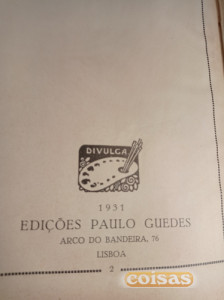 DIVULGA
1931
EDIÇÕES PAULO GUEDES
ARCO DO BANDEIRA, 76
LISBOA
2
coisas